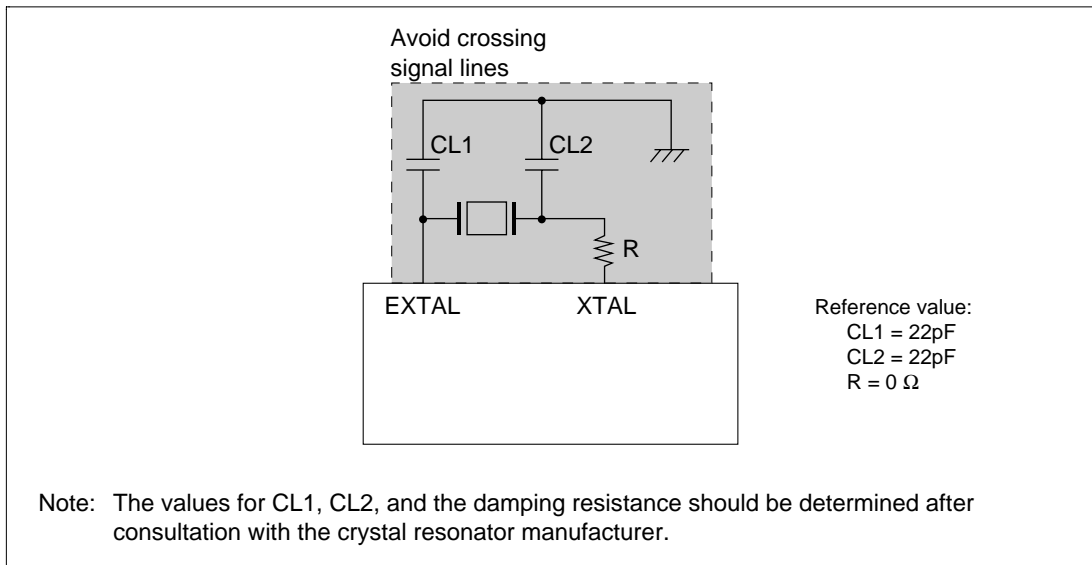 Avoid crossing
signal lines
CL1
CL2
R
EXTAL
XTAL
Reference value:
CL1 = 22pF
CL2 = 22pF
R = 0 Ω
Note: The values for CL1, CL2, and the damping resistance should be determined after
consultation with the crystal resonator manufacturer.